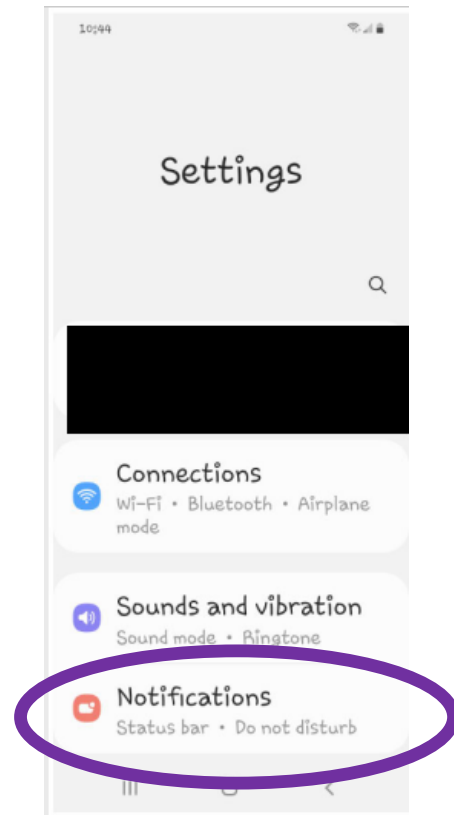 10:44
Settings
Connections
Wi-Fi • Bluetooth • Airplane
mode
Sounds and vibration
Sound mode • Ringtone
Notifications
Status bar • Do not disturb